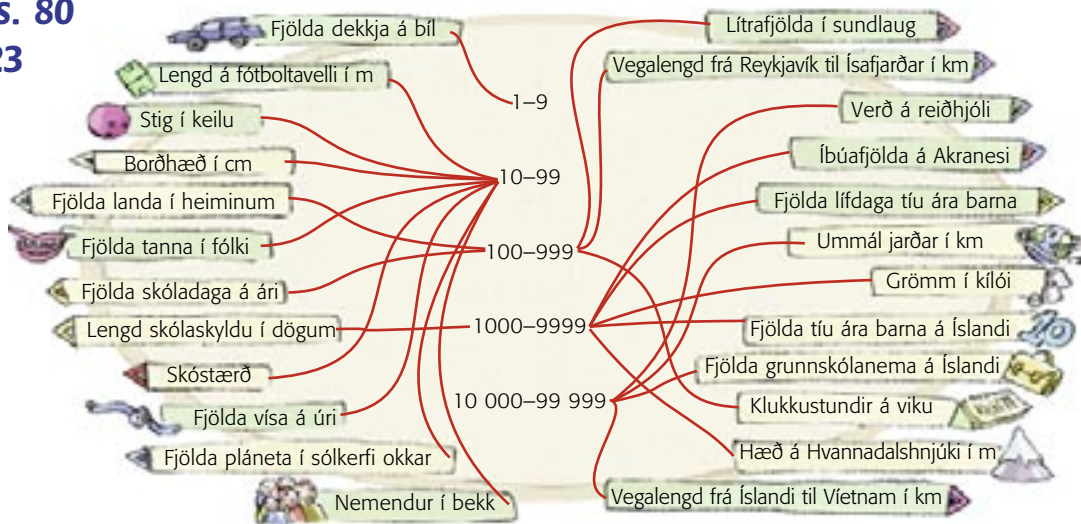 s. 80
23
Fjölda dekkja á bíl
Lengd á fótboltavelli í m
Stig í keilu
Borðhæð í cm
Fjölda landa í heiminum
Fjölda tanna í fólki
Fjölda skóladaga á ári
Lengd skólaskyldu í dögum
Skóstærð
Fjölda vísa á úri
Fjölda pláneta í sólkerfi okkar
Nemendur í bekk
1–9
10–99
100–999
1000–9999
10 000–99 999
Lítrafjölda í sundlaug
Vegalengd frá Reykjavík til Ísafjarðar í km
Verð á reiðhjóli
Íbúafjölda á Akranesi
Fjölda lífdaga tíu ára barna
Ummál jarðar í km
Grömm í kílói
Fjölda tíu ára barna á Íslandi
Fjölda grunnskólanema á Íslandi
Klukkustundir á viku
Hæð á Hvannadalshnjúki í m
Vegalengd frá Íslandi til Víetnam í km